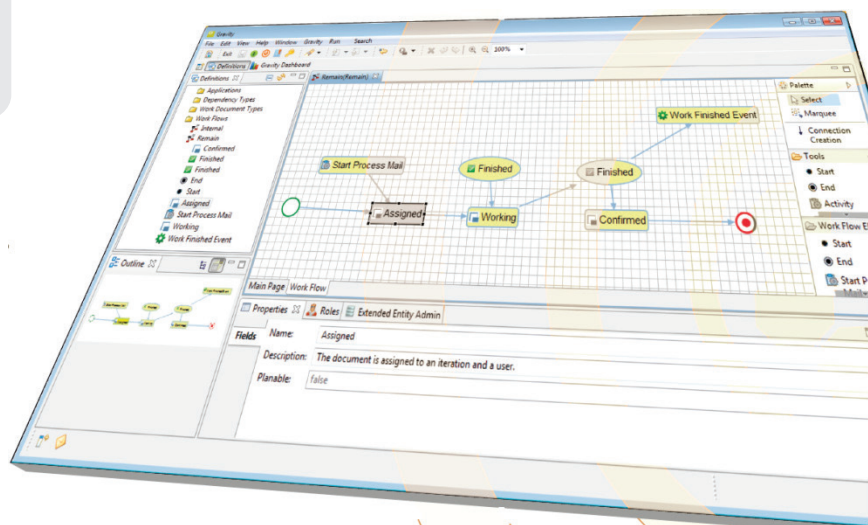 Gravity
File Edit View Help Window Gravity Run Search
Exit 100%
Definitions Gravity Dashboard
Definitions
Applications
Dependency Types
Work Document Types
Work Flows
Internal
Remain
Confirmed
Finished
Finished
End
Start
Assigned
Start Process Mail
Working
Work Finished Event
Remain(Remain)
Work Finished Event
Start Process Mail
Finished
Finished
Assigned
Working
Confirmed
Main Page Work Flow
Palette
Select
Marquee
Connection
Creation
Tools
Start
End
Activity
Work Flow El
Start
End
Start P
Outline
Properties Roles Extended Entity Admin
Fields
Name: Assigned
Description: The document is assigned to an iteration and a user.
Planable: false